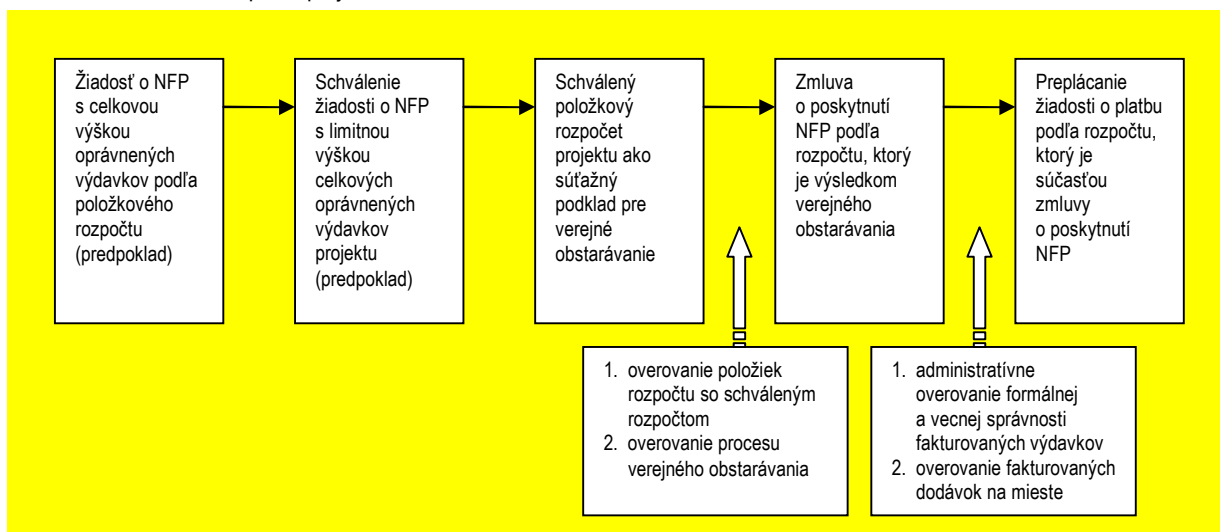 Žiadosť o NFP
s celkovou
výškou
oprávnených
výdavkov podľa
položkového
rozpočtu
(predpoklad)
Schválenie
žiadosti o NFP
s limitnou
výškou
celkových
oprávnených
výdavkov
projektu
(predpoklad)
Schválený
položkový
rozpočet
projektu ako
súťažný
podklad pre
verejné
obstarávanie
Zmluva
o poskytnutí
NFP podľa
rozpočtu, ktorý
je výsledkom
verejného
obstarávania
Preplácanie
žiadosti o platbu
podľa rozpočtu,
ktorý je
súčasťou
zmluvy
o poskytnutí
NFP
1. overovanie položiek
rozpočtu so schváleným
rozpočtom
2. overovanie procesu
verejného obstarávania
1. administratívne
overovanie formálnej
a vecnej správnosti
fakturovaných výdavkov
2. overovanie fakturovaných
dodávok na mieste